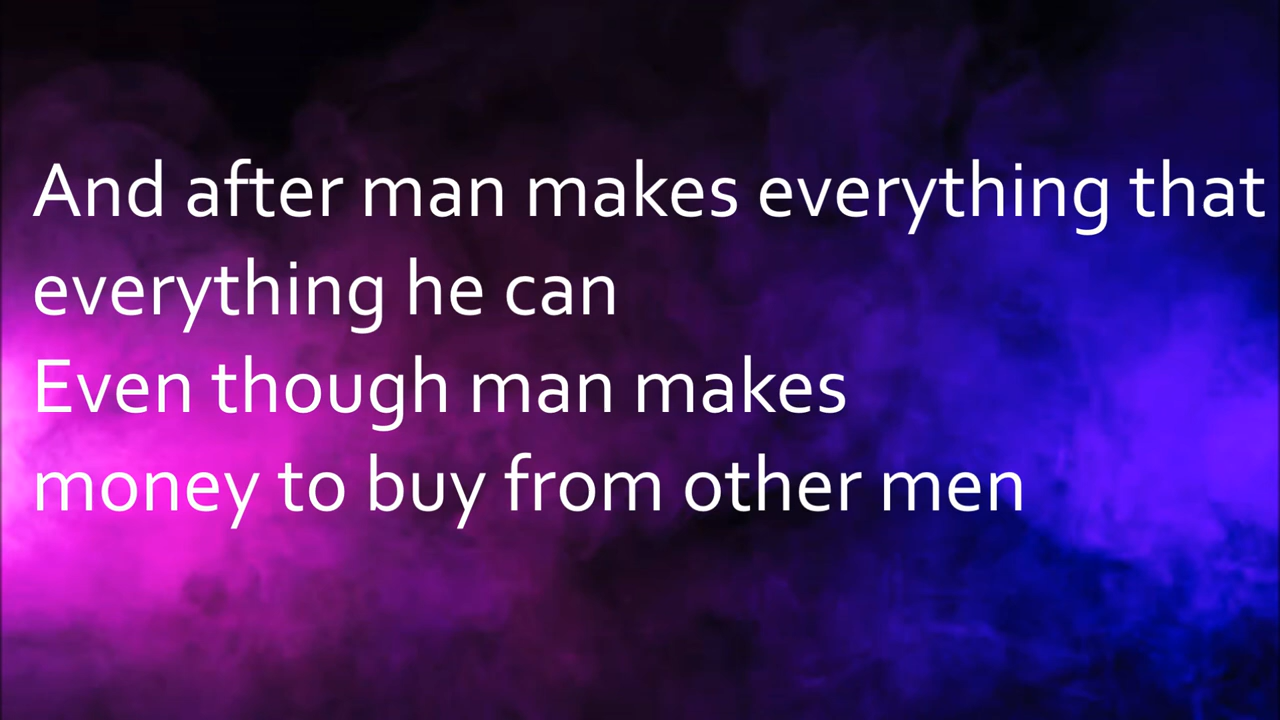 And after man makes everything that
everything he can
Even though man makes
money to buy from other men